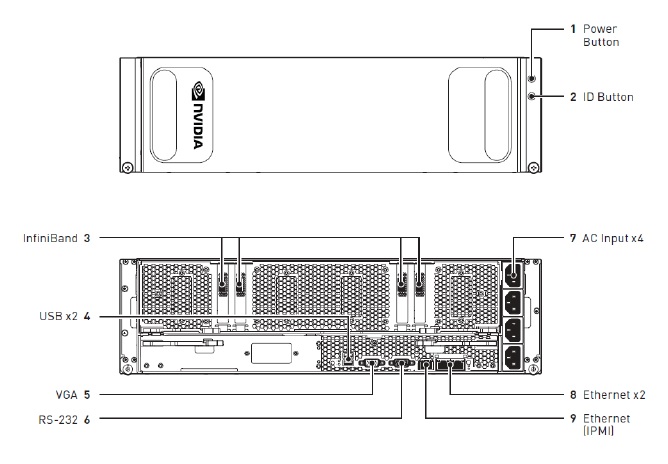 1 Power
Button
2 ID Button
NVIDIA
InfiniBand 3
7 AC Input x4
USB x2 4
VGA 5
8 Ethernet x2
RS-232 6
9 Ethernet
(IPMI)